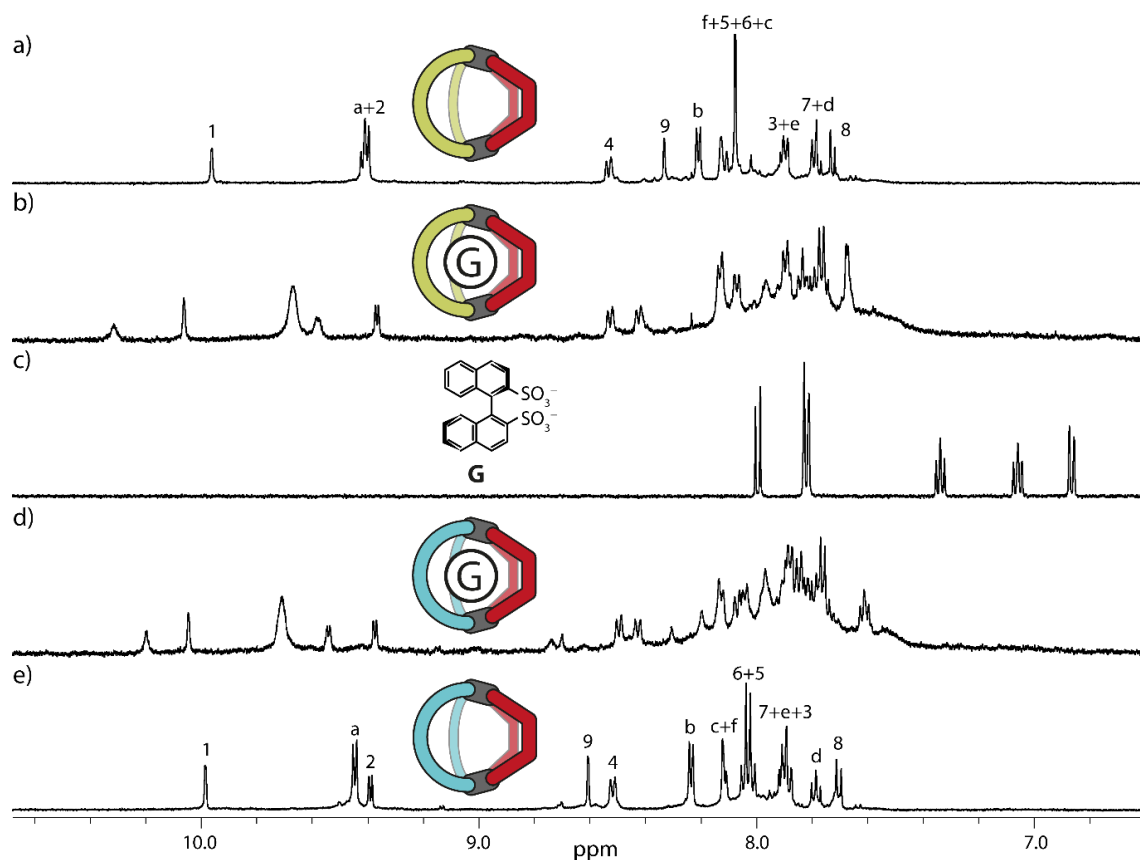 a)
f+5+6+c
1
a+2
4
9
b
3+e
7+d
8
b)
G
c)
SO₃⁻
SO₃⁻
G
d)
G
e)
1
a
2
9
4
b
c+f
6+5
7+e+3
d
8
10.0 9.0 8.0 7.0
ppm